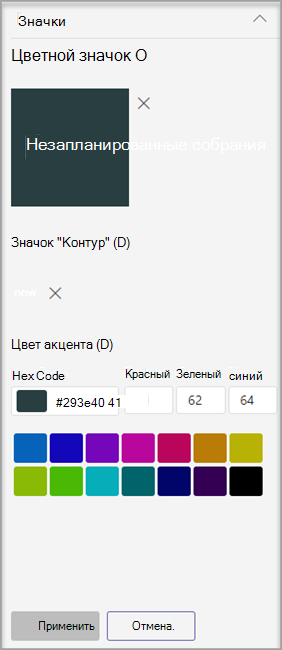 Значки
Цветной значок O
Незапланированные собрания
Значок "Контур" (D)
now
Цвет акцента (D)
Hex Code Красный Зеленый синий
#293e40 41 62 64
Применить Отмена.